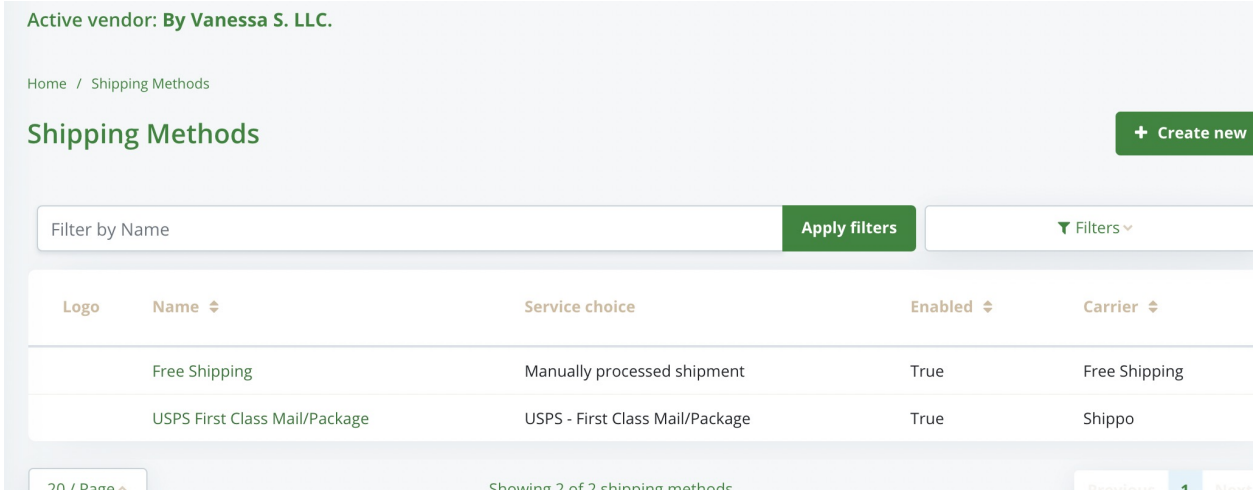 Active vendor: By Vanessa S. LLC.
Home / Shipping Methods
Shipping Methods
+ Create new
Filter by Name
Apply filters
Filters
Logo Name Service choice Enabled Carrier
Free Shipping Manually processed shipment True Free Shipping
USPS First Class Mail/Package USPS - First Class Mail/Package True Shippo
20 / Page Showing 2 of 2 shipping methods Previous 1 Next